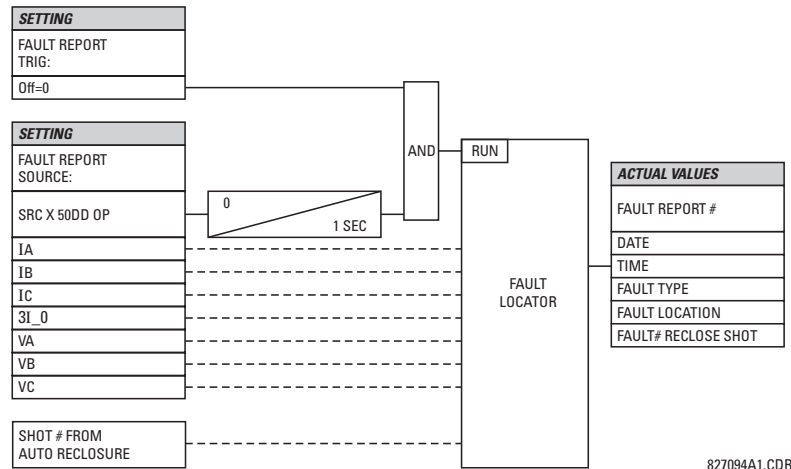 SETTING
FAULT REPORT
TRIG:
Off=0
SETTING
FAULT REPORT
SOURCE:
SRC X 50DD OP
IA
IB
IC
3I_0
VA
VB
VC
SHOT # FROM
AUTO RECLOSURE
0
1 SEC
AND
RUN
FAULT
LOCATOR
ACTUAL VALUES
FAULT REPORT #
DATE
TIME
FAULT TYPE
FAULT LOCATION
FAULT# RECLOSE SHOT
827094A1.CDR